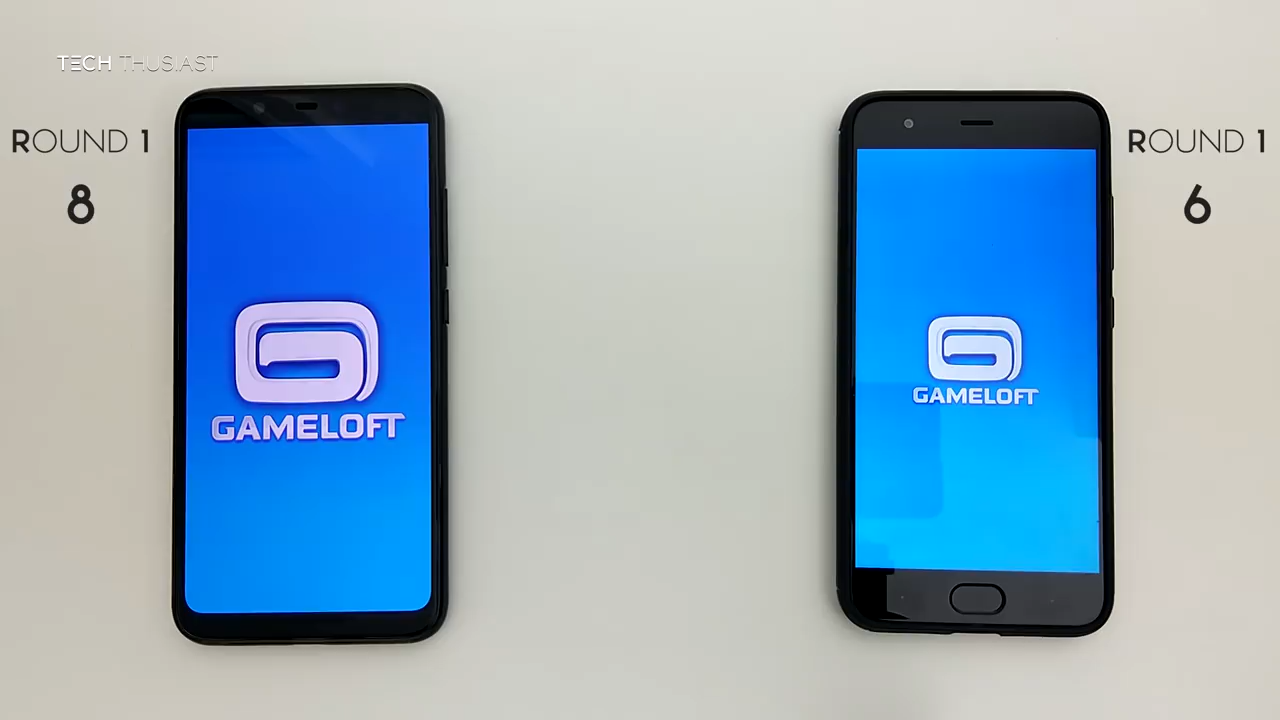 TECH THUSIAST
ROUND 1
8
ROUND 1
6
GAMELOFT
GAMELOFT